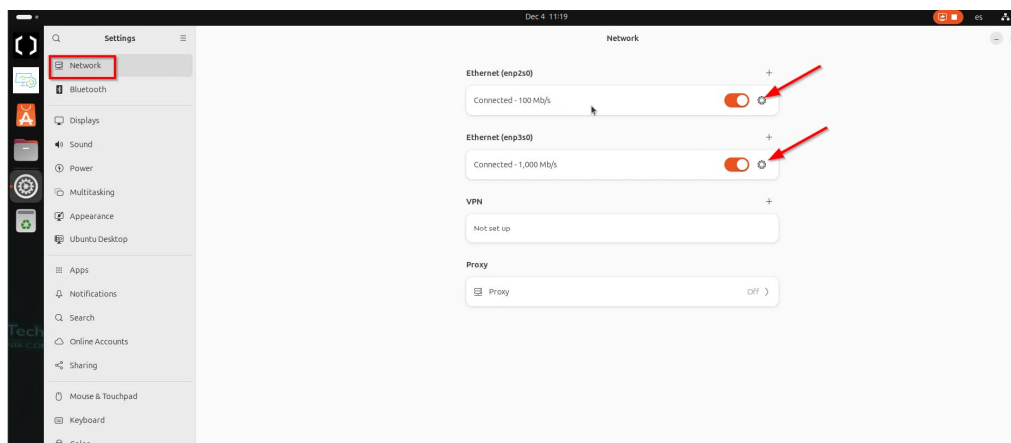 Dec 4 11:19
es
Settings
Network
Network
Bluetooth
Displays
Sound
Power
Multitasking
Appearance
Ubuntu Desktop
Apps
Notifications
Search
Online Accounts
Sharing
Mouse & Touchpad
Keyboard
Ethernet (enp2s0)
Connected - 100 Mb/s
Ethernet (enp3s0)
Connected - 1,000 Mb/s
VPN
Not set up
Proxy
Proxy
Off
Tech